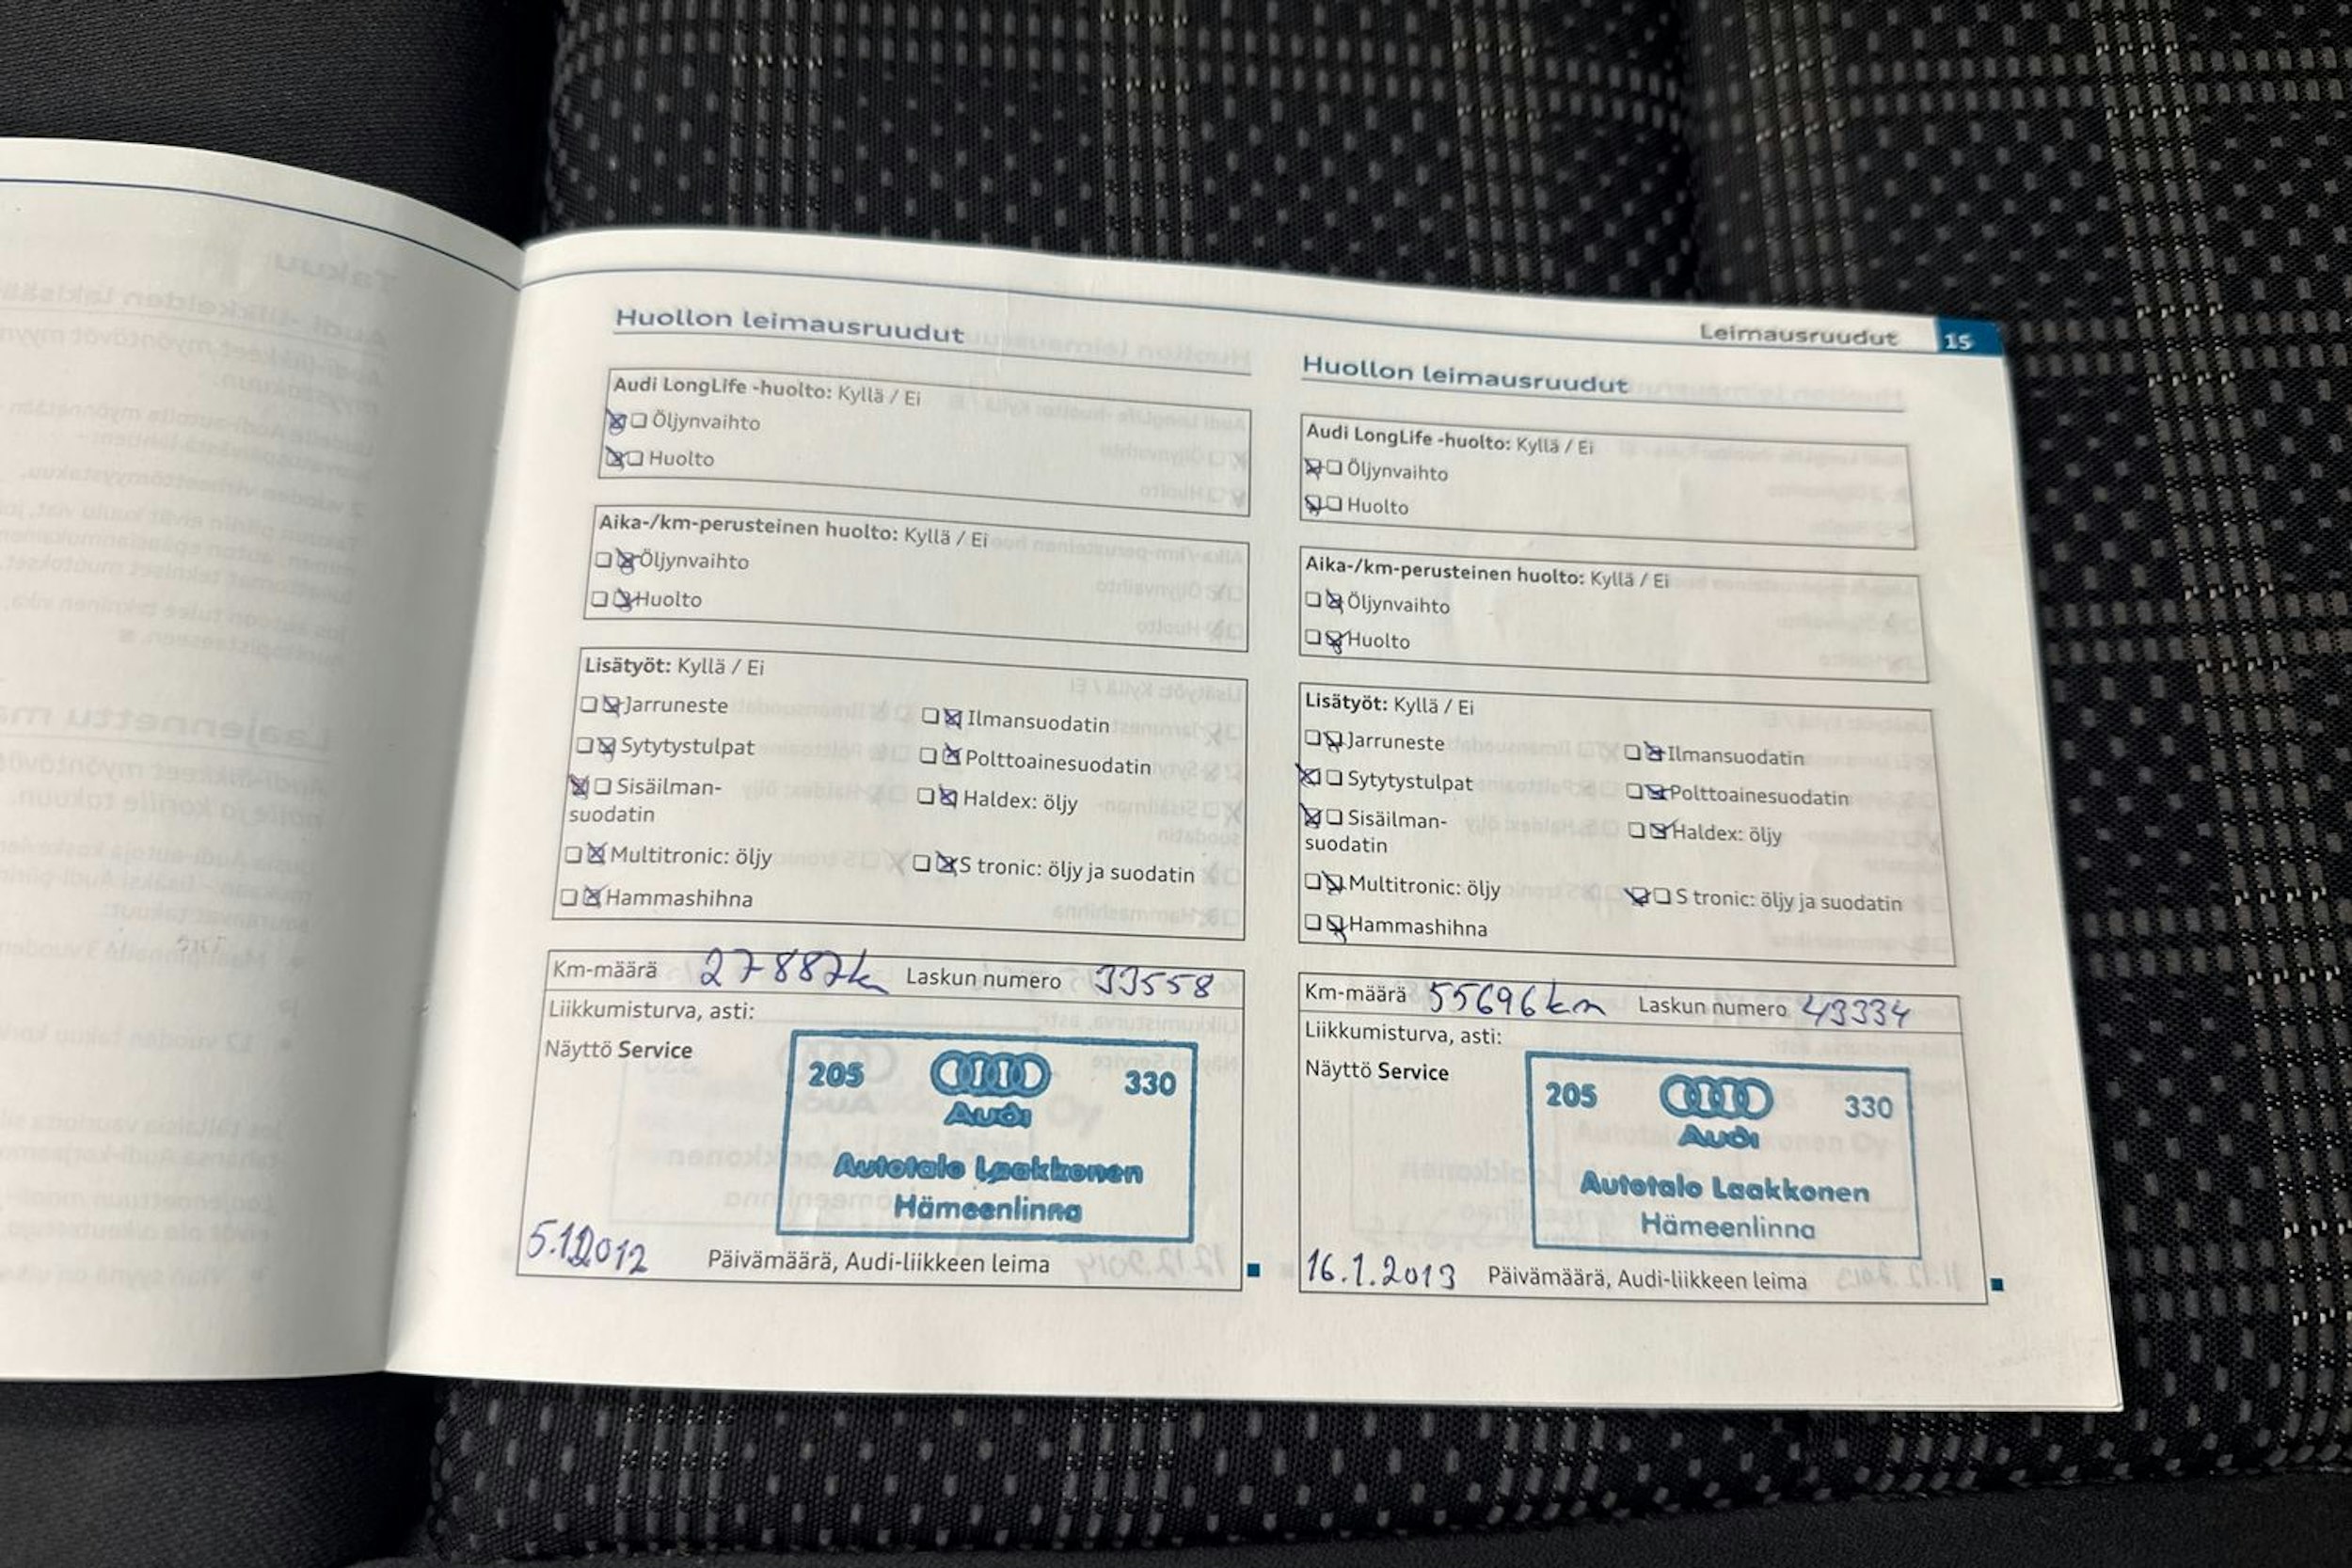 Leimausruudut 15
Huollon leimausruudut
Audi LongLife -huolto: Kyllä / Ei
Öljynvaihto
Huolto
Aika-/km-perusteinen huolto: Kyllä / Ei
Öljynvaihto
Huolto
Lisätyöt: Kyllä / Ei
Jarruneste Ilmansuodatin
Sytytystulpat Polttoainesuodatin
Sisäilman- Haldex: öljy
suodatin
Multitronic: öljy S tronic: öljy ja suodatin
Hammashihna
Km-määrä 27887km Laskun numero 33558
Liikkumisturva, asti:
Näyttö Service
205 330
Audi
Autotalo Laakkonen
Hämeenlinna
Päivämäärä, Audi-liikkeen leima
Huollon leimausruudut
Audi LongLife -huolto: Kyllä / Ei
Öljynvaihto
Huolto
Aika-/km-perusteinen huolto: Kyllä / Ei
Öljynvaihto
Huolto
Lisätyöt: Kyllä / Ei
Jarruneste Ilmansuodatin
Sytytystulpat Polttoainesuodatin
Sisäilman- Haldex: öljy
suodatin
Multitronic: öljy S tronic: öljy ja suodatin
Hammashihna
Km-määrä 55696km Laskun numero 43334
Liikkumisturva, asti:
Näyttö Service
205 330
Audi
Autotalo Laakkonen
Hämeenlinna
16.1.2013 Päivämäärä, Audi-liikkeen leima